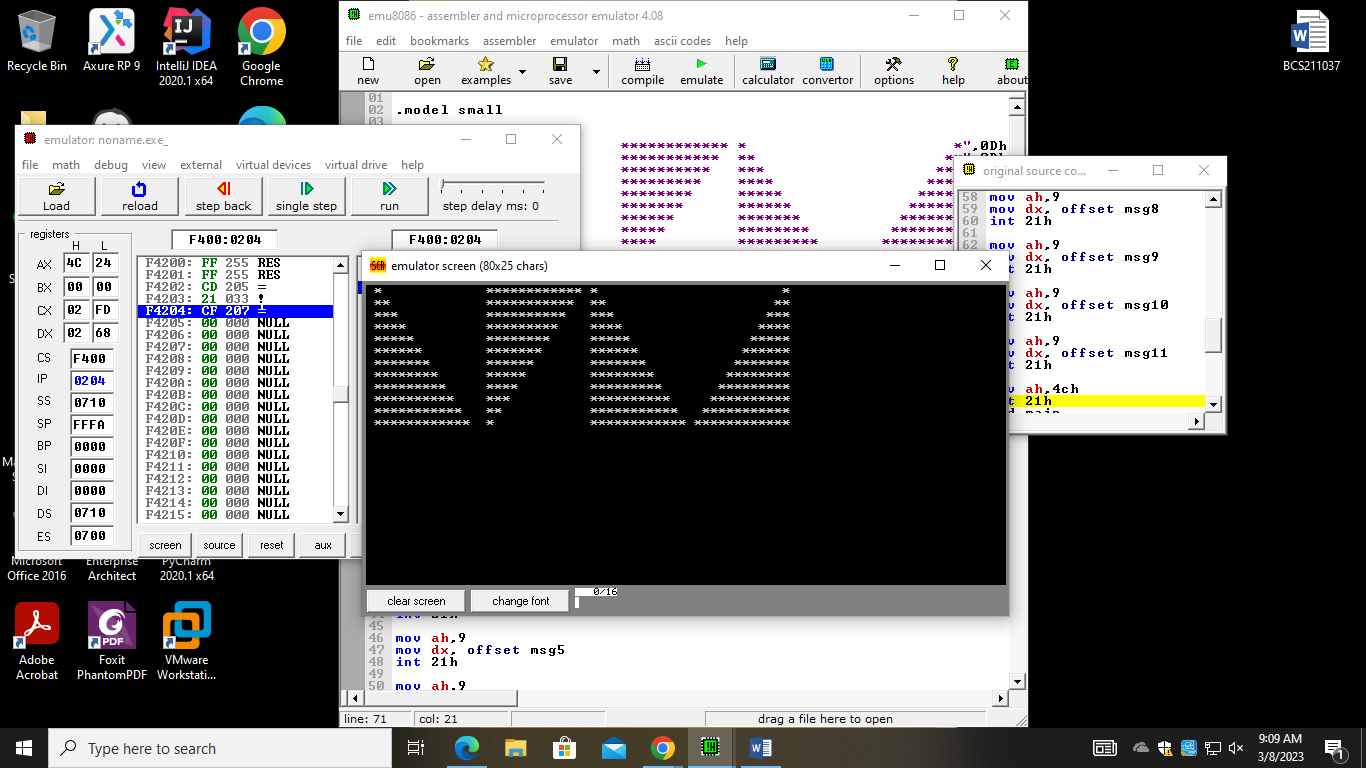 Recycle Bin
Axure RP 9
IntelliJ IDEA
2020.1 x64
Google
Chrome
BCS211037
emu8086 - assembler and microprocessor emulator 4.08
file edit bookmarks assembler emulator math ascii codes help
new open examples save compile emulate calculator convertor options help about
01
02 .model small
03
************ * *",0Dh
*********** **
********** *** ***
********* **** ****
******** ***** *****
******* ****** ******
****** ******* *******
***** ******** ********
**** ********* *********
emulator: noname.exe_
file math debug view external virtual devices virtual drive help
Load reload step back single step run step delay ms: 0
registers
H L
F400:0204 F400:0204
AX 4C 24
BX 00 00
CX 02 FD
DX 02 68
CS F400
IP 0204
SS 0710
SP FFFA
BP 0000
SI 0000
DI 0000
DS 0710
ES 0700
F4200: FF 255 RES
F4201: FF 255 RES
F4202: CD 205 =
F4203: 21 033 !
F4204: CF 207 ╧
F4205: 00 000 NULL
F4206: 00 000 NULL
F4207: 00 000 NULL
F4208: 00 000 NULL
F4209: 00 000 NULL
F420A: 00 000 NULL
F420B: 00 000 NULL
F420C: 00 000 NULL
F420D: 00 000 NULL
F420E: 00 000 NULL
F420F: 00 000 NULL
F4210: 00 000 NULL
F4211: 00 000 NULL
F4212: 00 000 NULL
F4213: 00 000 NULL
F4214: 00 000 NULL
F4215: 00 000 NULL
screen source reset aux
original source co...
58 mov ah,9
59 mov dx, offset msg8
60 int 21h
61
62 mov ah,9
dx, offset msg9
21h
ah,9
dx, offset msg10
21h
ah,9
dx, offset msg11
21h
ah,4ch
21h
main
SCR emulator screen (80x25 chars)
* ************ * *
** *********** ** **
*** ********** *** ***
**** ********* **** ****
***** ******** ***** *****
****** ******* ****** ******
******* ****** ******* *******
******** ***** ******** ********
********* **** ********* *********
********** *** ********** **********
*********** ** *********** ***********
************ * ************ ************
clear screen change font 0/16
45
46 mov ah,9
47 mov dx, offset msg5
48 int 21h
49
50 mov ah,9
line: 71 col: 21 drag a file here to open
Microsoft
Office 2016
Enterprise
Architect
PyCharm
2020.1 x64
Adobe
Acrobat
Foxit
PhantomPDF
VMware
Workstati...
Type here to search
9:09 AM
3/8/2023
1